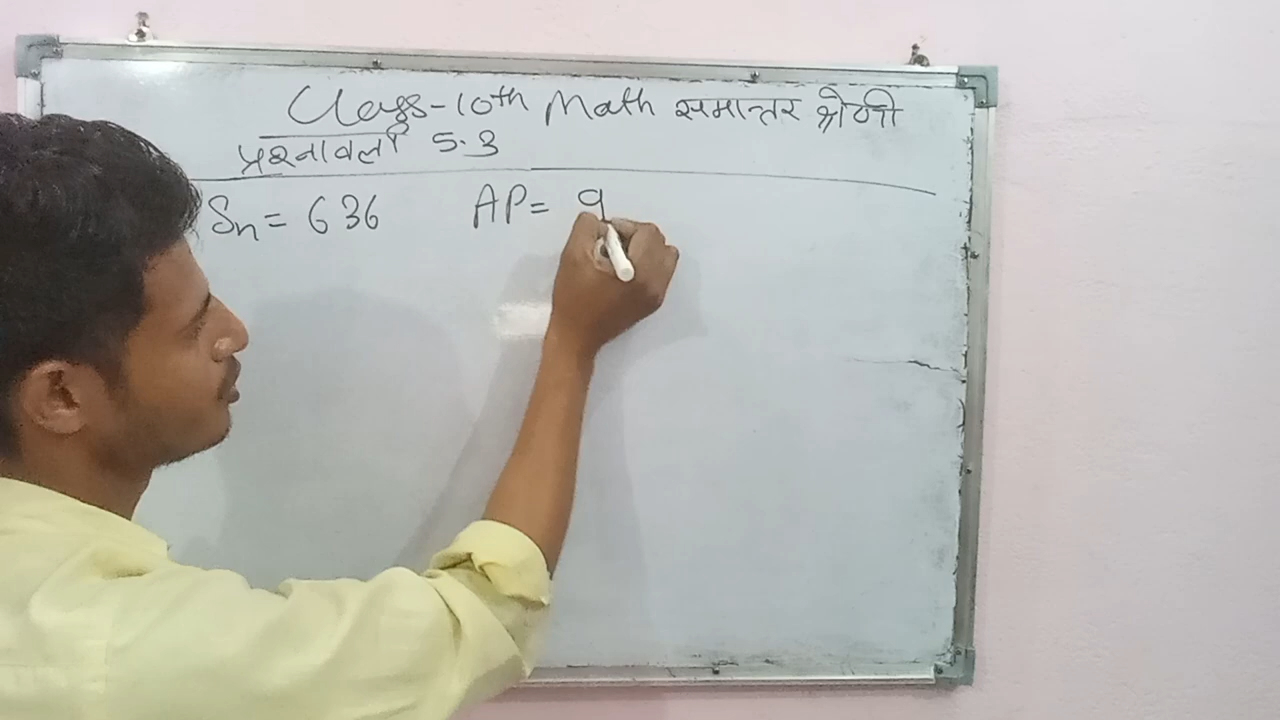 Class-10th Math समान्तर श्रेणी
प्रश्नावली 5.3
Sn = 636 AP = 9